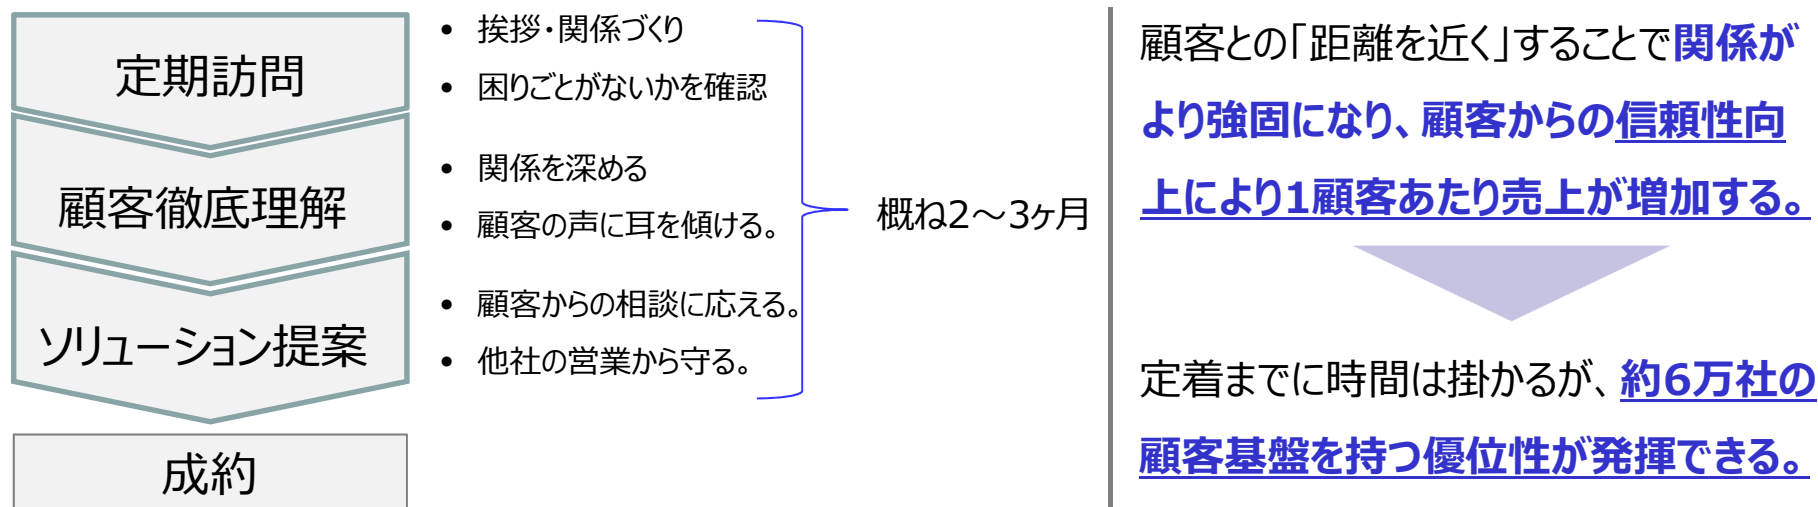 定期訪問
• 挨拶・関係づくり
• 困りごとがないかを確認
顧客徹底理解
• 関係を深める
• 顧客の声に耳を傾ける。
ソリューション提案
• 顧客からの相談に応える。
• 他社の営業から守る。
成約
概ね2～3ヶ月
顧客との「距離を近く」することで関係が
より強固になり、顧客からの信頼性向
上により1顧客あたり売上が増加する。
定着までに時間は掛かるが、約6万社の
顧客基盤を持つ優位性が発揮できる。